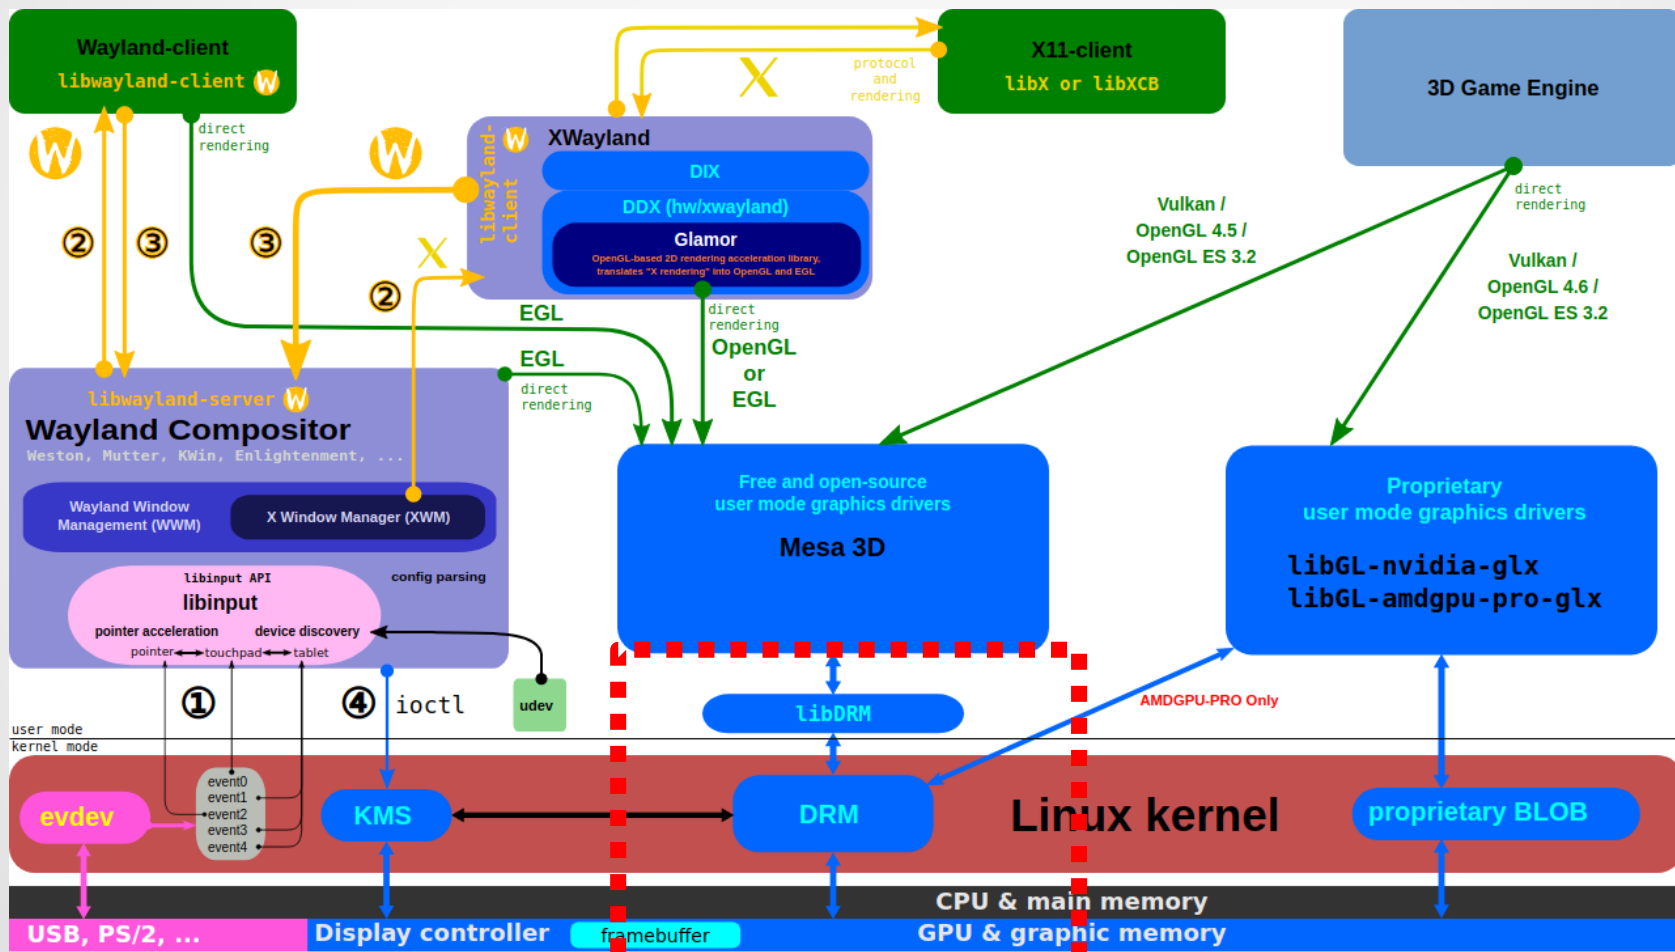 Wayland-client
libwayland-client
direct
rendering
②
③
③
②
X
protocol
and
rendering
X11-client
libX or libXCB
3D Game Engine
direct
rendering
libwayland-
client
XWayland
DIX
DDX (hw/xwayland)
Glamor
OpenGL-based 2D rendering acceleration library,
translates "X rendering" into OpenGL and EGL
X
EGL
EGL
direct
rendering
direct
rendering
OpenGL
or
EGL
Vulkan /
OpenGL 4.5 /
OpenGL ES 3.2
Vulkan /
OpenGL 4.6 /
OpenGL ES 3.2
libwayland-server
Wayland Compositor
Weston, Mutter, KWin, Enlightenment, ...
Wayland Window
Management (WWM)
X Window Manager (XWM)
libinput API
libinput
config parsing
pointer acceleration
device discovery
pointer
touchpad
tablet
①
④ ioctl
udev
Free and open-source
user mode graphics drivers
Mesa 3D
Proprietary
user mode graphics drivers
libGL-nvidia-glx
libGL-amdgpu-pro-glx
libDRM
AMDGPU-PRO Only
user mode
kernel mode
evdev
event0
event1
event2
event3
event4
KMS
DRM
Linux kernel
proprietary BLOB
CPU & main memory
USB, PS/2, ...
Display controller
framebuffer
GPU & graphic memory